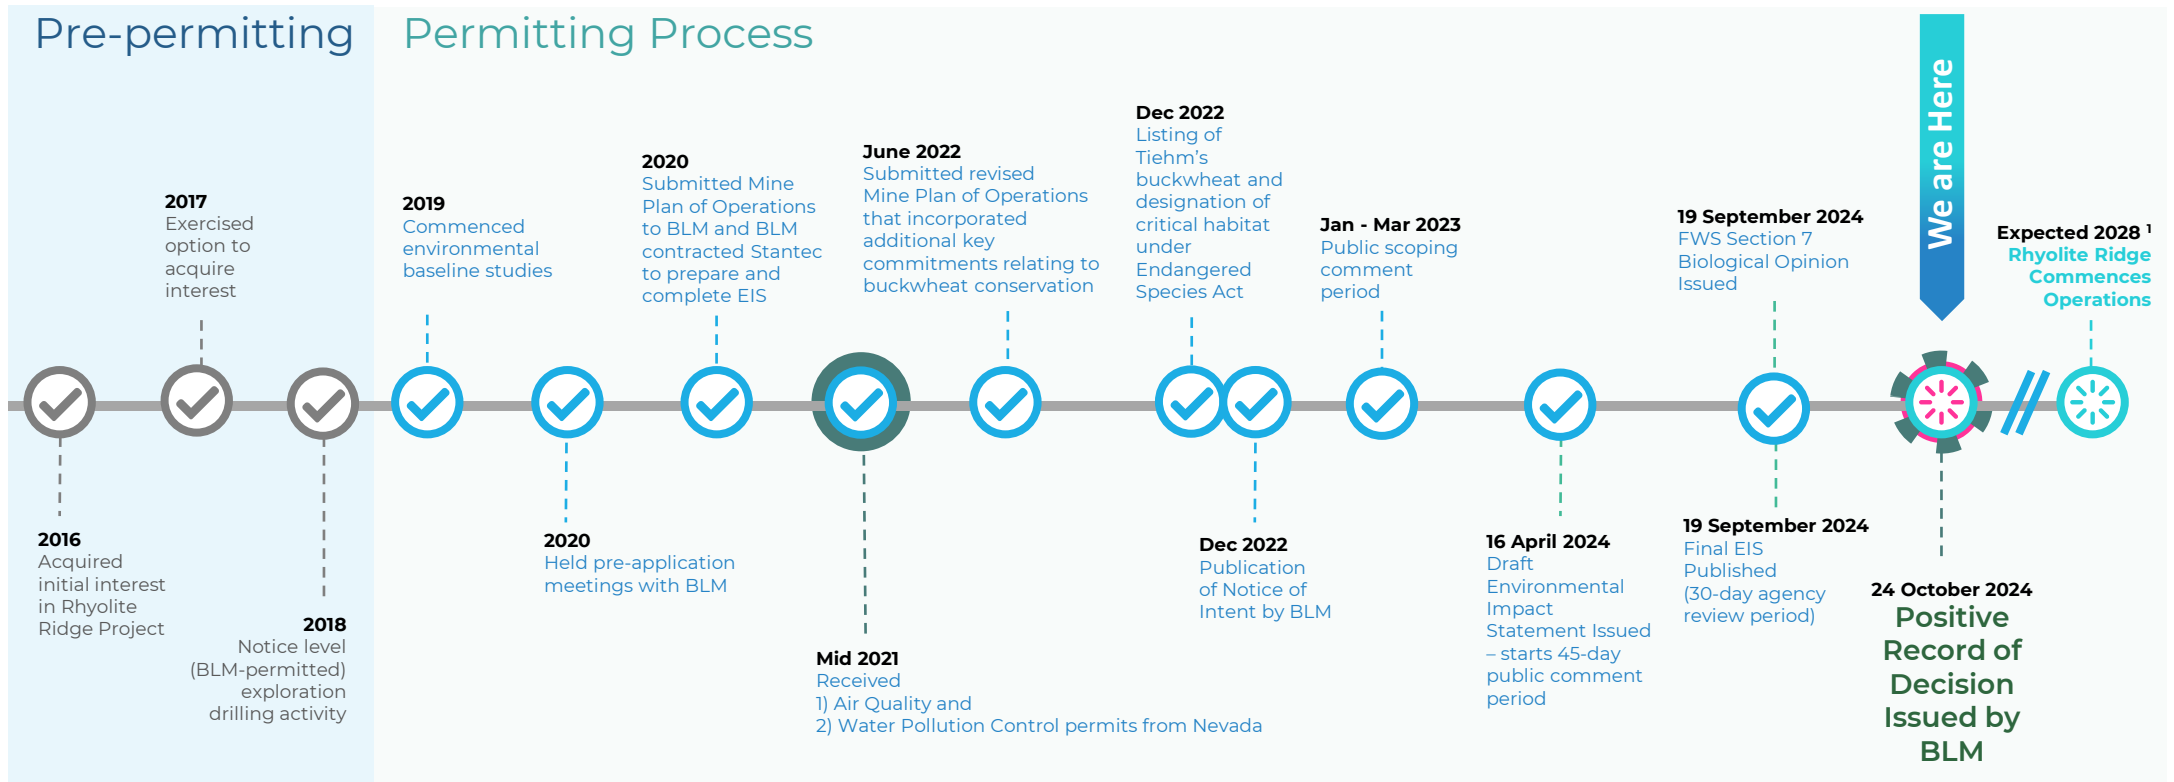 Pre-permitting
Permitting Process
We are Here
2016
Acquired
initial interest
in Rhyolite
Ridge Project
2017
Exercised
option to
acquire
interest
2018
Notice level
(BLM-permitted)
exploration
drilling activity
2019
Commenced
environmental
baseline studies
2020
Held pre-application
meetings with BLM
2020
Submitted Mine
Plan of Operations
to BLM and BLM
contracted Stantec
to prepare and
complete EIS
Mid 2021
Received
1) Air Quality and
2) Water Pollution Control permits from Nevada
June 2022
Submitted revised
Mine Plan of Operations
that incorporated
additional key
commitments relating to
buckwheat conservation
Dec 2022
Listing of
Tiehm’s
buckwheat and
designation of
critical habitat
under
Endangered
Species Act
Dec 2022
Publication
of Notice of
Intent by BLM
Jan - Mar 2023
Public scoping
comment
period
16 April 2024
Draft
Environmental
Impact
Statement Issued
– starts 45-day
public comment
period
19 September 2024
FWS Section 7
Biological Opinion
Issued
19 September 2024
Final EIS
Published
(30-day agency
review period)
24 October 2024
Positive
Record of
Decision
Issued by
BLM
Expected 2028 ¹
Rhyolite Ridge
Commences
Operations